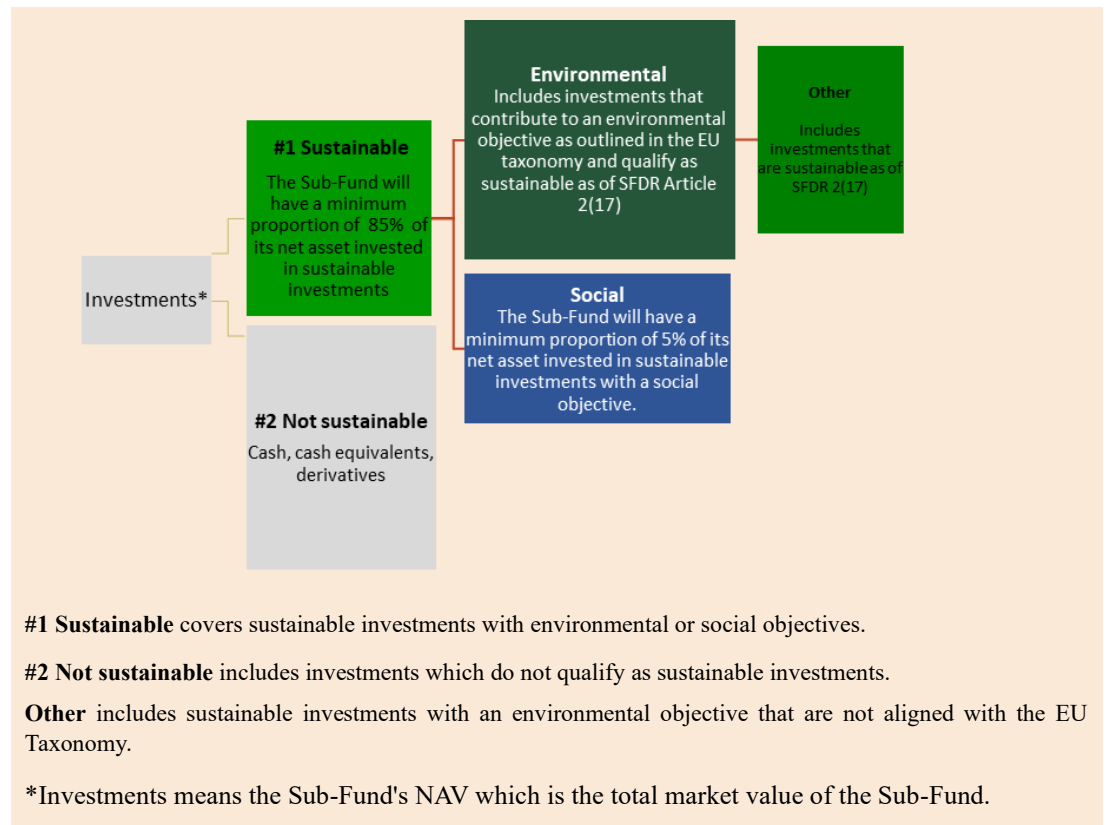 Investments*
#1 Sustainable
The Sub-Fund will
have a minimum
proportion of 85% of
its net asset invested
in sustainable
investments
#2 Not sustainable
Cash, cash equivalents,
derivatives
Environmental
Includes investments that
contribute to an environmental
objective as outlined in the EU
taxonomy and qualify as
sustainable as of SFDR Article
2(17)
Social
The Sub-Fund will have a
minimum proportion of 5% of its
net asset invested in sustainable
investments with a social
objective.
Other
Includes
investments that
are sustainable as of
SFDR 2(17)
#1 Sustainable covers sustainable investments with environmental or social objectives.
#2 Not sustainable includes investments which do not qualify as sustainable investments.
Other includes sustainable investments with an environmental objective that are not aligned with the EU
Taxonomy.
*Investments means the Sub-Fund's NAV which is the total market value of the Sub-Fund.